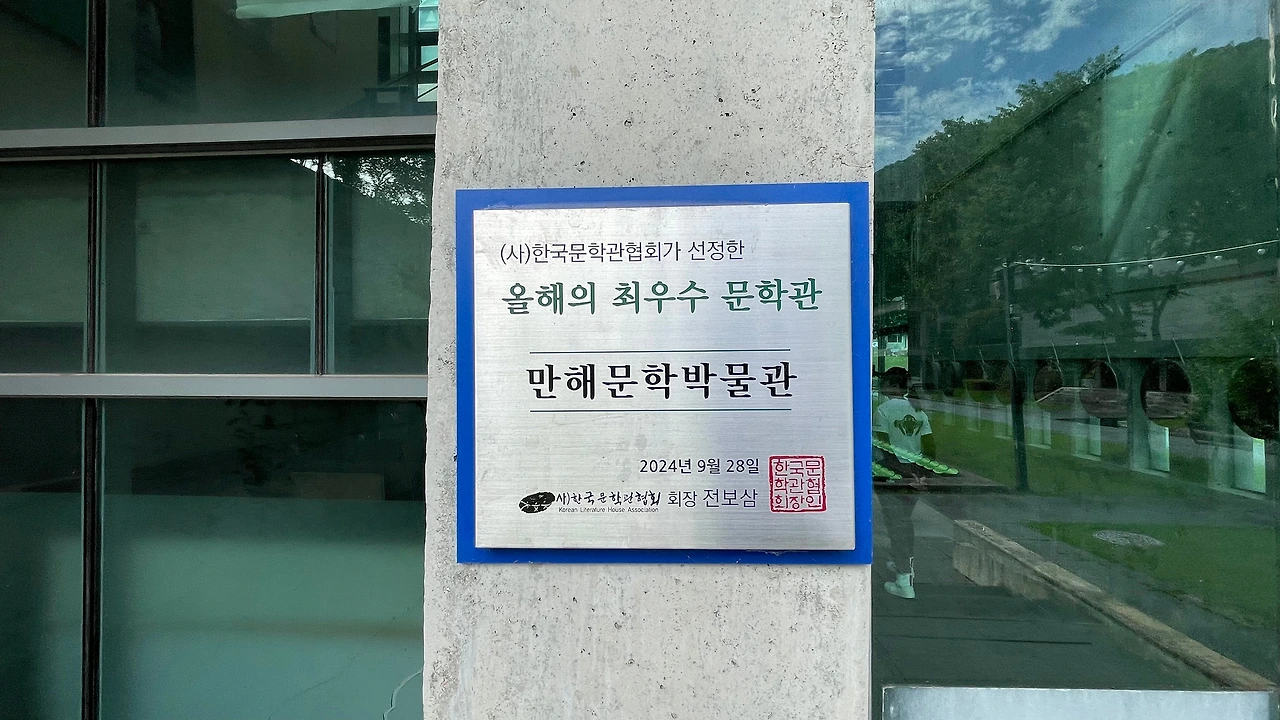 (사)한국문학관협회가 선정한
올해의 최우수 문학관
만해문학박물관
2024년 9월 28일
(사)한국문학관협회 회장 전보삼
Korean Literature House Association
한국문
학관협
회장인